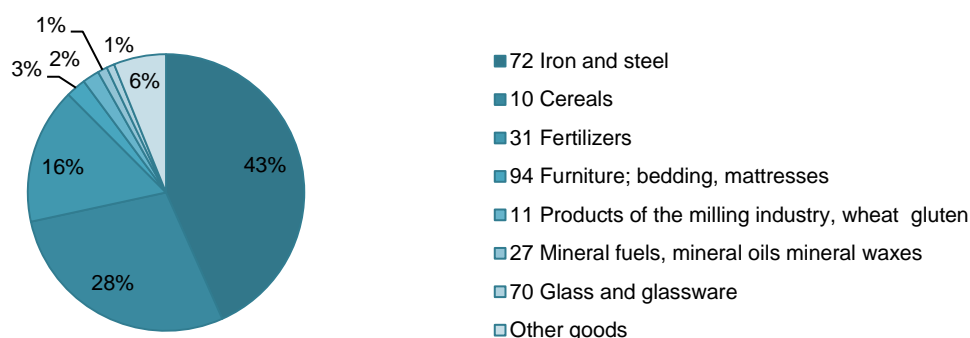 1%
1%
2%
3%
6%
43%
16%
28%
72 Iron and steel
10 Cereals
31 Fertilizers
94 Furniture; bedding, mattresses
11 Products of the milling industry, wheat  gluten
27 Mineral fuels, mineral oils mineral waxes
70 Glass and glassware
Other goods